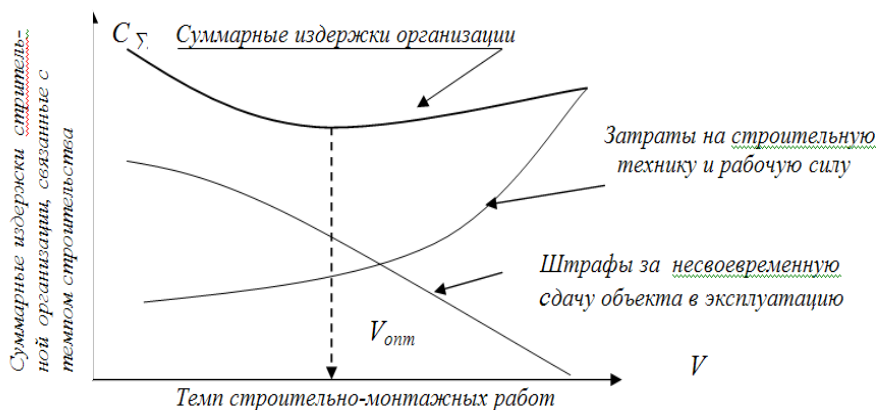 Суммарные издержки стритель-
ной организации, связанные с
темпом строительства
C Σ
Суммарные издержки организации
Затраты на строительную
технику и рабочую силу
Штрафы за несвоевременную
сдачу объекта в эксплуатацию
Vопт
V
Темп строительно-монтажных работ